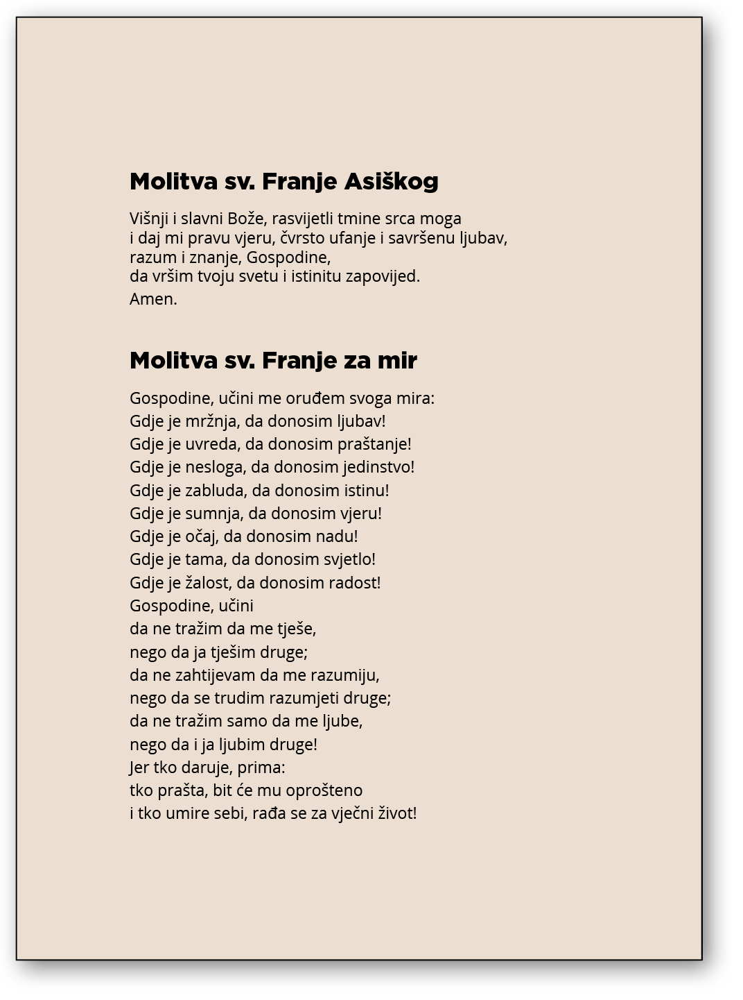 Molitva sv. Franje Asiškog
Višnji i slavni Bože, rasvijetli tmine srca moga
i daj mi pravu vjeru, čvrsto ufanje i savršenu ljubav,
razum i znanje, Gospodine,
da vršim tvoju svetu i istinitu zapovijed.
Amen.
Molitva sv. Franje za mir
Gospodine, učini me oruđem svoga mira:
Gdje je mržnja, da donosim ljubav!
Gdje je uvreda, da donosim praštanje!
Gdje je nesloga, da donosim jedinstvo!
Gdje je zabluda, da donosim istinu!
Gdje je sumnja, da donosim vjeru!
Gdje je očaj, da donosim nadu!
Gdje je tama, da donosim svjetlo!
Gdje je žalost, da donosim radost!
Gospodine, učini
da ne tražim da me tješe,
nego da ja tješim druge;
da ne zahtijevam da me razumiju,
nego da se trudim razumjeti druge;
da ne tražim samo da me ljube,
nego da i ja ljubim druge!
Jer tko daruje, prima:
tko prašta, bit će mu oprošteno
i tko umire sebi, rađa se za vječni život!